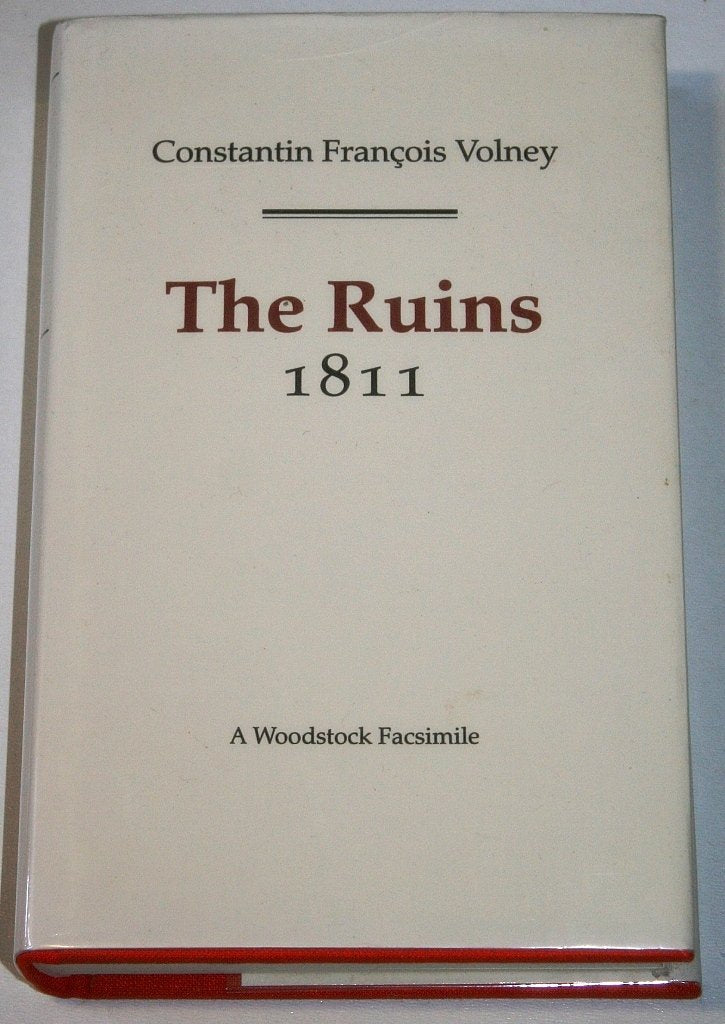 Constantin François Volney
The Ruins
1811
A Woodstock Facsimile